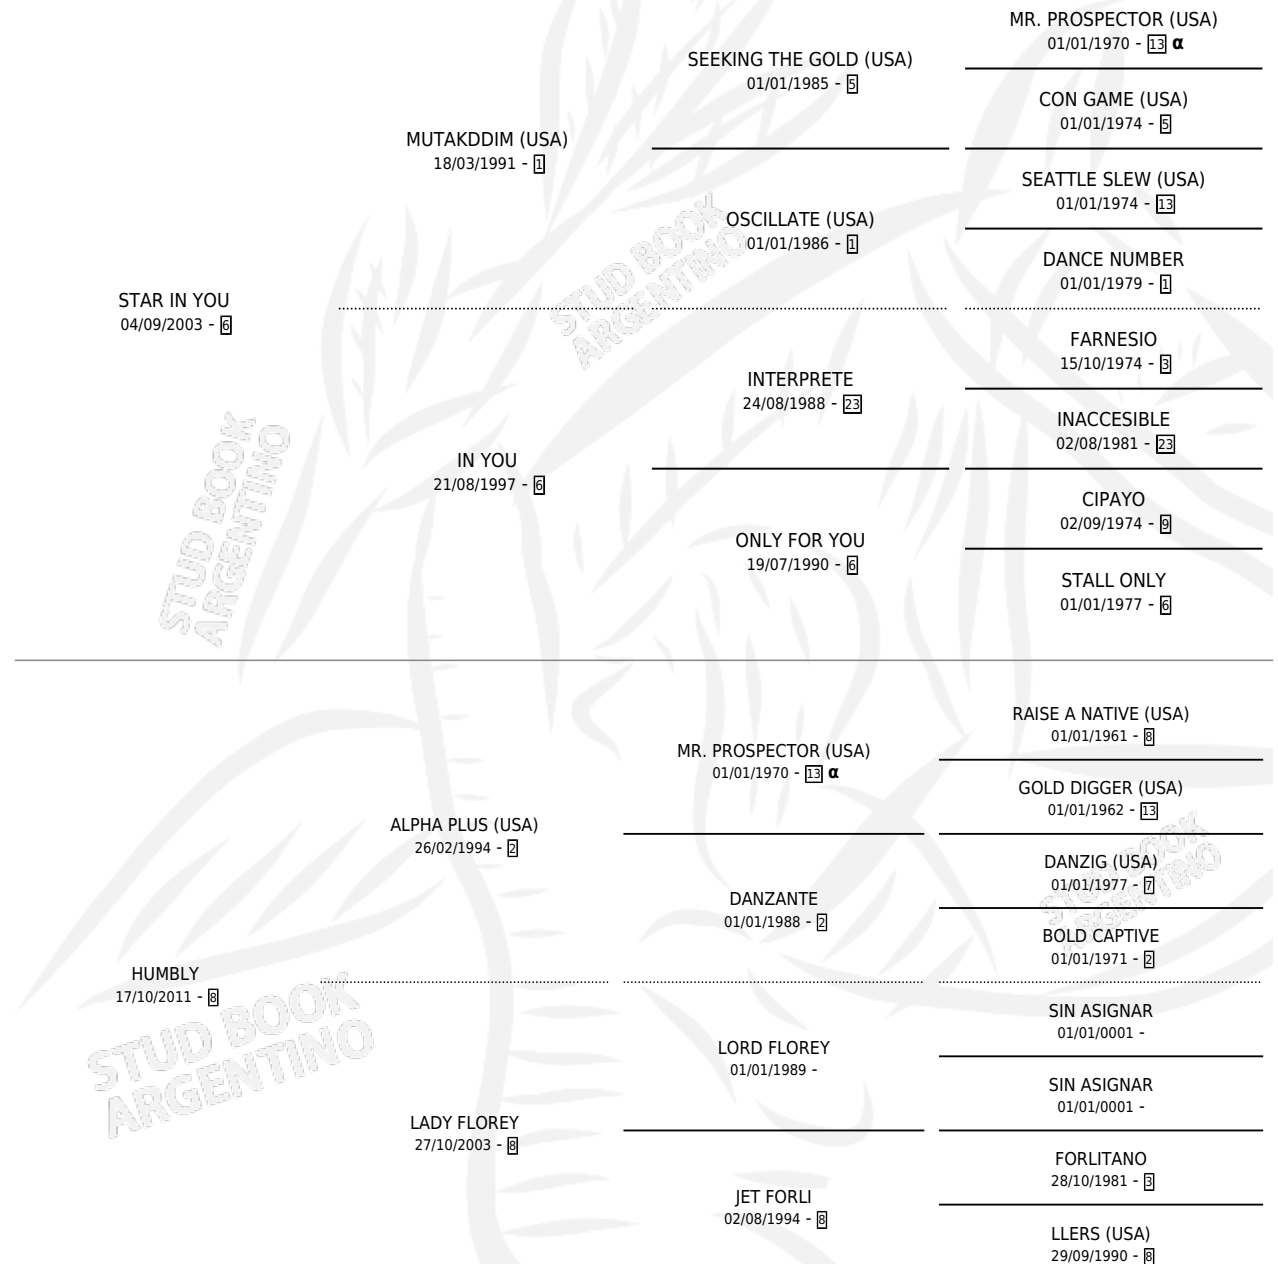 MR. PROSPECTOR (USA)
01/01/1970 - 13 α
SEEKING THE GOLD (USA)
01/01/1985 - 5
CON GAME (USA)
01/01/1974 - 5
MUTAKDDIM (USA)
18/03/1991 - 1
SEATTLE SLEW (USA)
01/01/1974 - 13
OSCILLATE (USA)
01/01/1986 - 1
DANCE NUMBER
01/01/1979 - 1
STAR IN YOU
04/09/2003 - 6
FARNESIO
15/10/1974 - 3
INTERPRETE
24/08/1988 - 23
INACCESIBLE
02/08/1981 - 23
IN YOU
21/08/1997 - 6
CIPAYO
02/09/1974 - 9
ONLY FOR YOU
19/07/1990 - 6
STALL ONLY
01/01/1977 - 6
RAISE A NATIVE (USA)
01/01/1961 - 8
MR. PROSPECTOR (USA)
01/01/1970 - 13 α
GOLD DIGGER (USA)
01/01/1962 - 13
ALPHA PLUS (USA)
26/02/1994 - 2
DANZIG (USA)
01/01/1977 - 7
DANZANTE
01/01/1988 - 2
BOLD CAPTIVE
01/01/1971 - 2
HUMBLY
17/10/2011 - 8
SIN ASIGNAR
01/01/0001 -
LORD FLOREY
01/01/1989 -
SIN ASIGNAR
01/01/0001 -
LADY FLOREY
27/10/2003 - 8
FORLITANO
28/10/1981 - 3
JET FORLI
02/08/1994 - 8
LLERS (USA)
29/09/1990 - 8
STUD BOOK
ARGENTINO
STUD BOOK
ARGENTINO
STUD BOOK
ARGENTINO
STUD BOOK
ARGENTINO